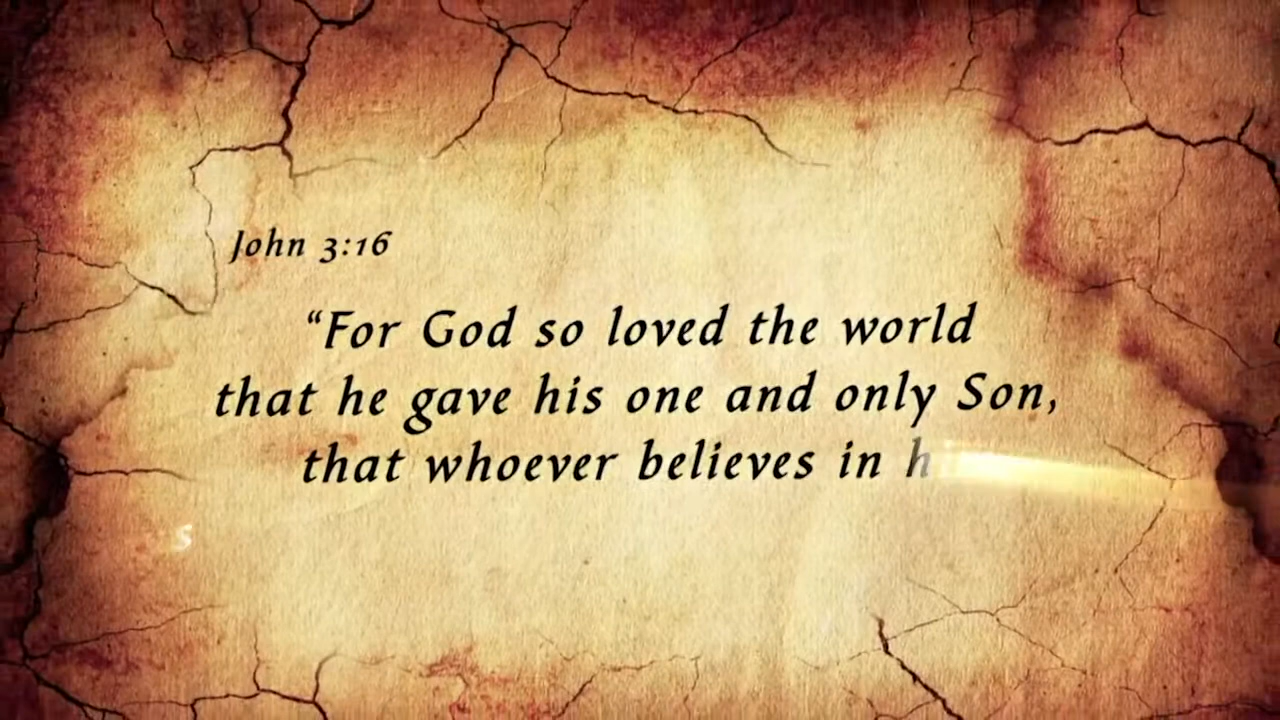 John 3:16
“For God so loved the world
that he gave his one and only Son,
that whoever believes in h
s